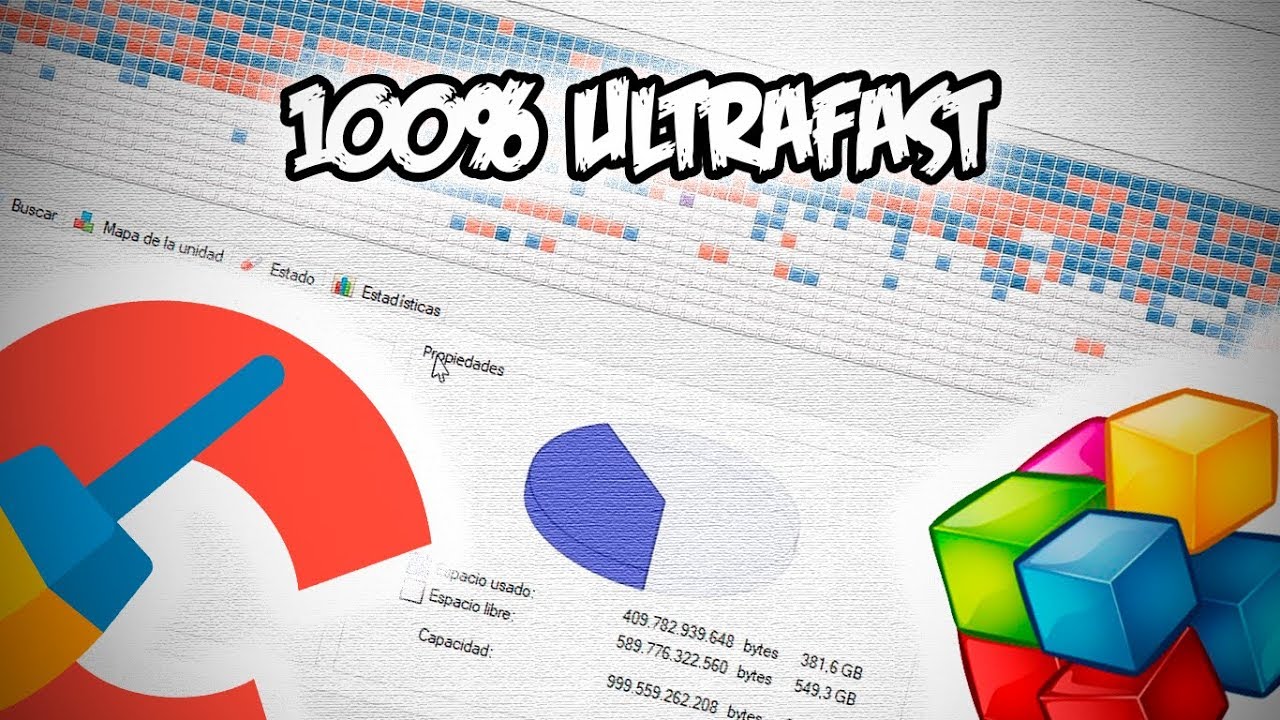 100% ULTRAFAST
Buscar Mapa de la unidad Estado Estadísticas
Propiedades
Espacio usado: 409.782.939.648 bytes 381.6 GB
Espacio libre: 589.776.322.560 bytes 549.3 GB
Capacidad: 999.559.262.208 bytes